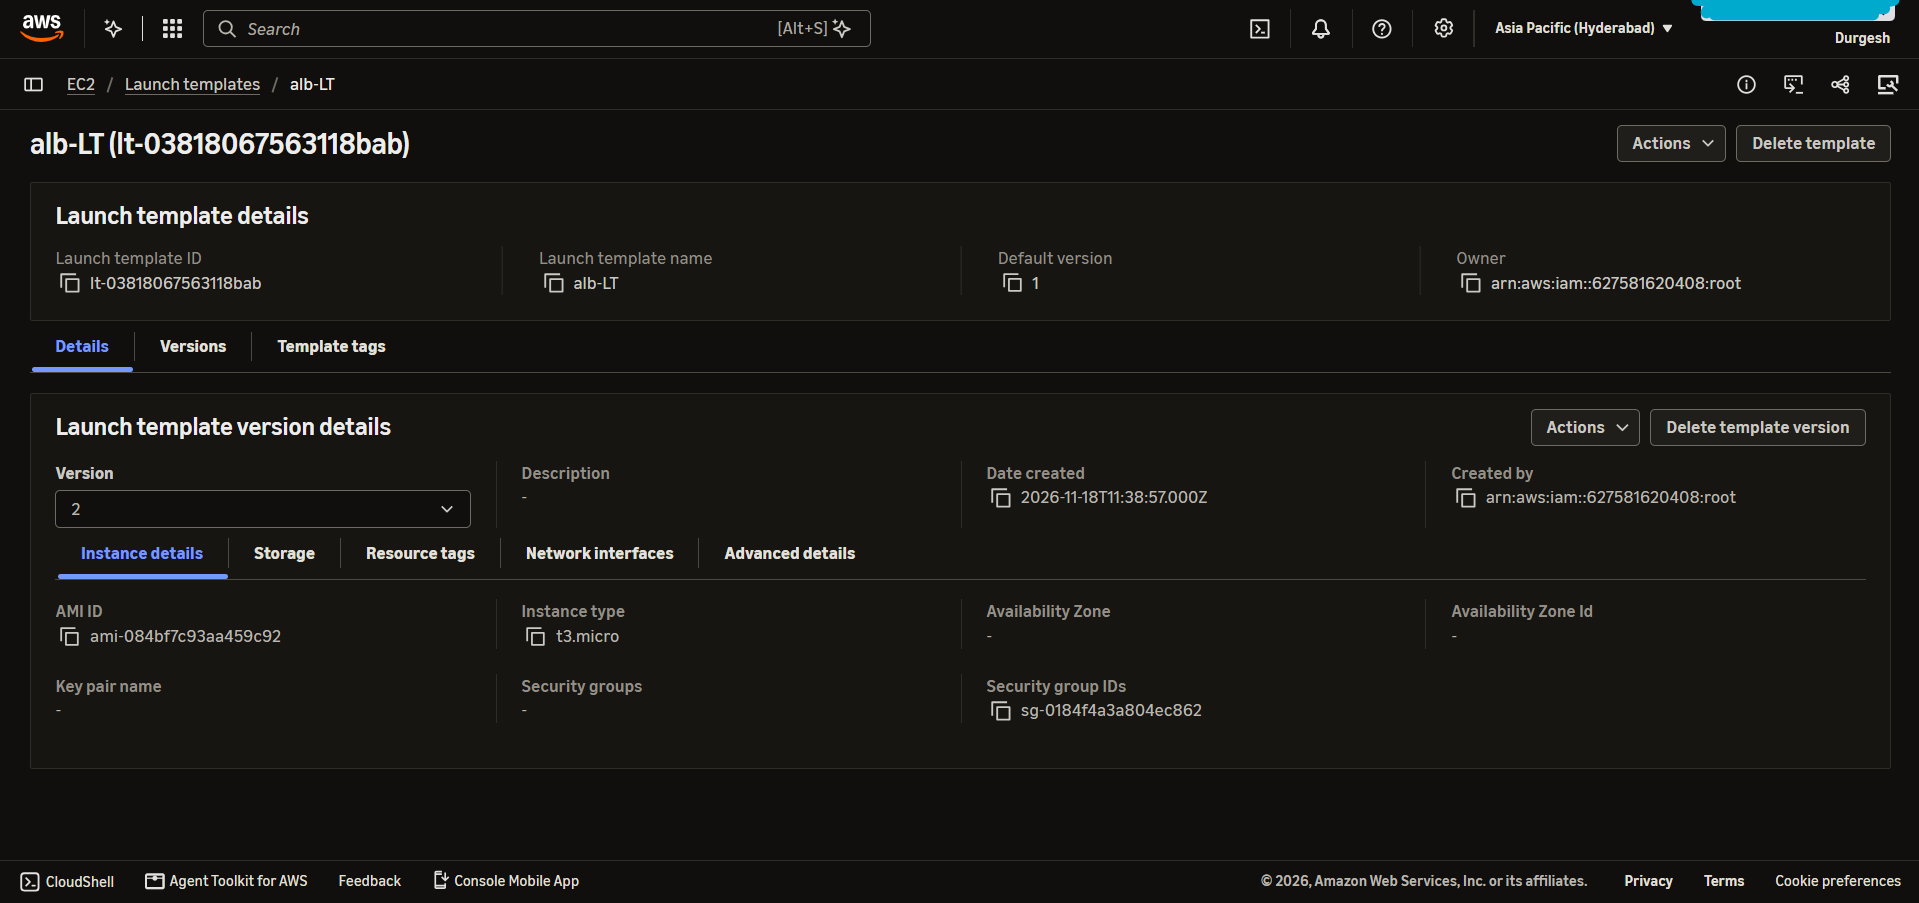 aws
Search [Alt+S]
Asia Pacific (Hyderabad)
Durgesh
EC2 / Launch templates / alb-LT
alb-LT (lt-03818067563118bab)
Actions
Delete template
Launch template details
Launch template ID
lt-03818067563118bab
Launch template name
alb-LT
Default version
1
Owner
arn:aws:iam::627581620408:root
Details
Versions
Template tags
Launch template version details
Actions
Delete template version
Version
2
Description
-
Date created
2026-11-18T11:38:57.000Z
Created by
arn:aws:iam::627581620408:root
Instance details
Storage
Resource tags
Network interfaces
Advanced details
AMI ID
ami-084bf7c93aa459c92
Instance type
t3.micro
Availability Zone
-
Availability Zone Id
-
Key pair name
-
Security groups
-
Security group IDs
sg-0184f4a3a804ec862
CloudShell
Agent Toolkit for AWS
Feedback
Console Mobile App
© 2026, Amazon Web Services, Inc. or its affiliates.
Privacy
Terms
Cookie preferences